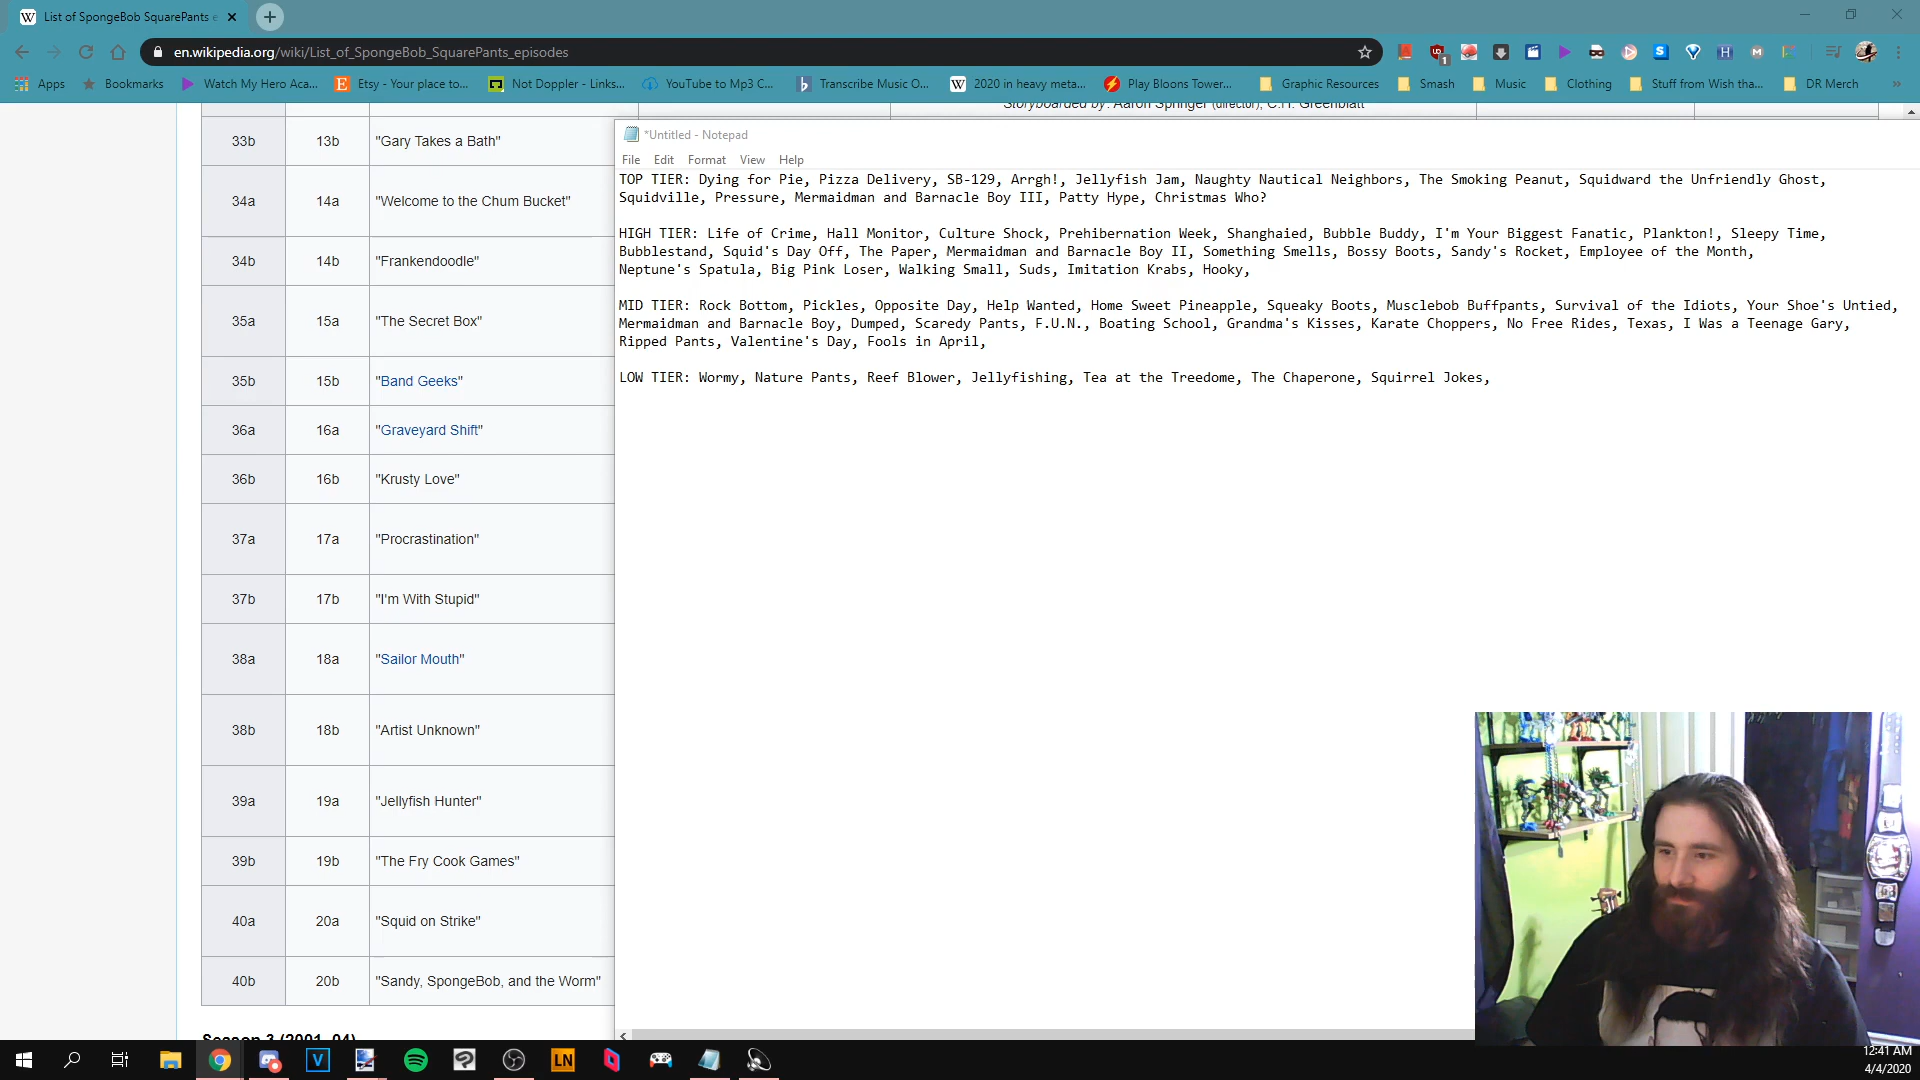 List of SpongeBob SquarePants e
en.wikipedia.org/wiki/List_of_SpongeBob_SquarePants_episodes
Apps
Bookmarks
Watch My Hero Aca...
Etsy - Your place to...
Not Doppler - Links...
YouTube to Mp3 C...
Transcribe Music O...
2020 in heavy meta...
Play Bloons Tower...
Graphic Resources
Smash
Music
Clothing
Stuff from Wish tha...
DR Merch
»
Storyboarded by: Aaron Springer (director), C.H. Greenblatt
33b 13b "Gary Takes a Bath"
34a 14a "Welcome to the Chum Bucket"
34b 14b "Frankendoodle"
35a 15a "The Secret Box"
35b 15b "Band Geeks"
36a 16a "Graveyard Shift"
36b 16b "Krusty Love"
37a 17a "Procrastination"
37b 17b "I'm With Stupid"
38a 18a "Sailor Mouth"
38b 18b "Artist Unknown"
39a 19a "Jellyfish Hunter"
39b 19b "The Fry Cook Games"
40a 20a "Squid on Strike"
40b 20b "Sandy, SpongeBob, and the Worm"
Season 3 (2001–04)
*Untitled - Notepad
File Edit Format View Help
TOP TIER: Dying for Pie, Pizza Delivery, SB-129, Arrgh!, Jellyfish Jam, Naughty Nautical Neighbors, The Smoking Peanut, Squidward the Unfriendly Ghost,
Squidville, Pressure, Mermaidman and Barnacle Boy III, Patty Hype, Christmas Who?
HIGH TIER: Life of Crime, Hall Monitor, Culture Shock, Prehibernation Week, Shanghaied, Bubble Buddy, I'm Your Biggest Fanatic, Plankton!, Sleepy Time,
Bubblestand, Squid's Day Off, The Paper, Mermaidman and Barnacle Boy II, Something Smells, Bossy Boots, Sandy's Rocket, Employee of the Month,
Neptune's Spatula, Big Pink Loser, Walking Small, Suds, Imitation Krabs, Hooky,
MID TIER: Rock Bottom, Pickles, Opposite Day, Help Wanted, Home Sweet Pineapple, Squeaky Boots, Musclebob Buffpants, Survival of the Idiots, Your Shoe's Untied,
Mermaidman and Barnacle Boy, Dumped, Scaredy Pants, F.U.N., Boating School, Grandma's Kisses, Karate Choppers, No Free Rides, Texas, I Was a Teenage Gary,
Ripped Pants, Valentine's Day, Fools in April,
LOW TIER: Wormy, Nature Pants, Reef Blower, Jellyfishing, Tea at the Treedome, The Chaperone, Squirrel Jokes,
12:41 AM
4/4/2020